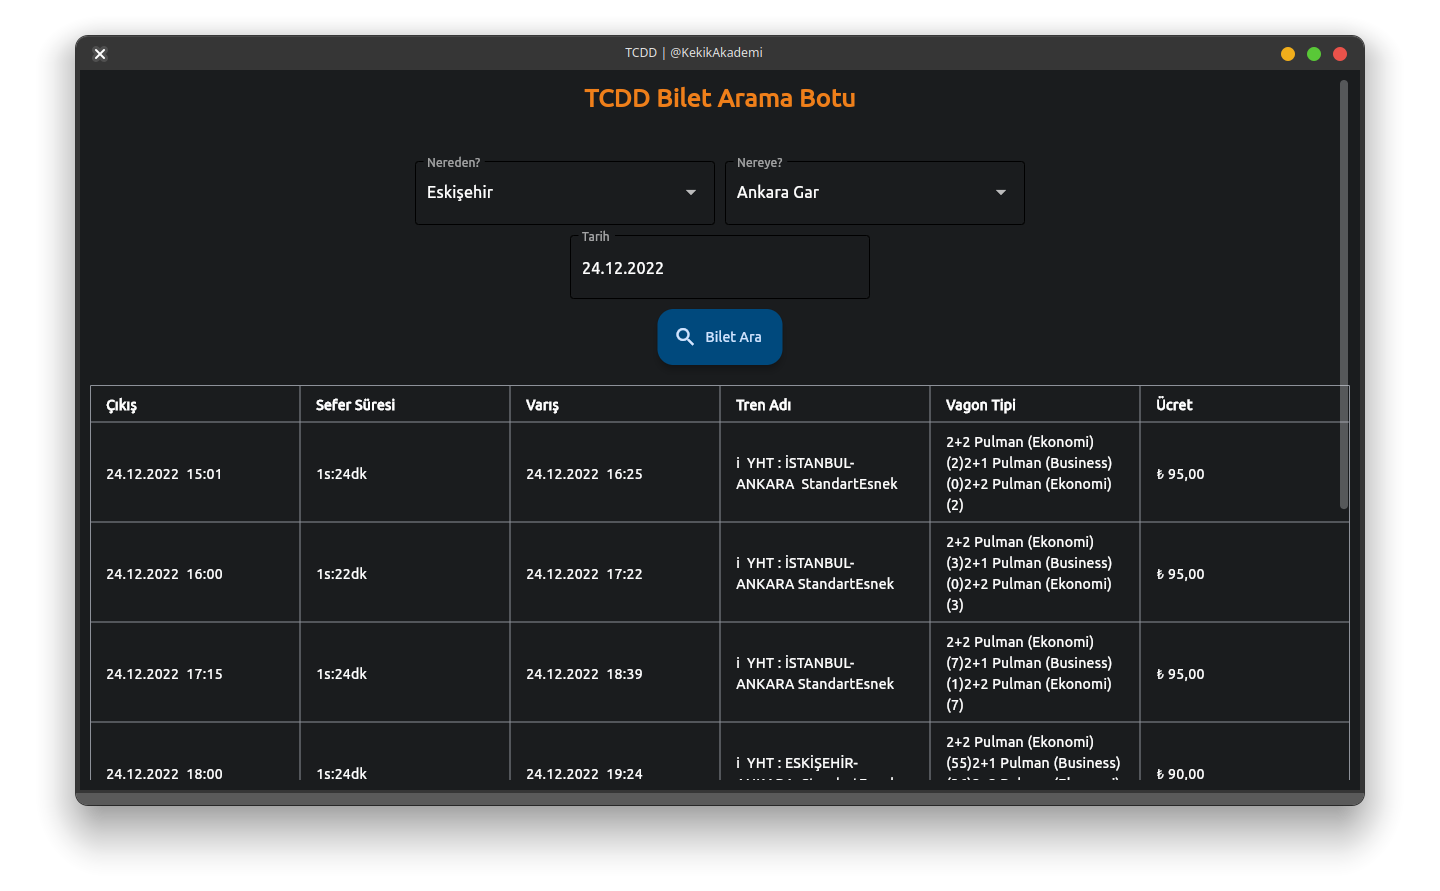 TCDD | @KekikAkademi
TCDD Bilet Arama Botu
Nereden?
Eskişehir
Nereye?
Ankara Gar
Tarih
24.12.2022
Bilet Ara
Çıkış
Sefer Süresi
Varış
Tren Adı
Vagon Tipi
Ücret
24.12.2022 15:01
1s:24dk
24.12.2022 16:25
i YHT : İSTANBUL-
ANKARA StandartEsnek
2+2 Pulman (Ekonomi)
(2)2+1 Pulman (Business)
(0)2+2 Pulman (Ekonomi)
(2)
₺ 95,00
24.12.2022 16:00
1s:22dk
24.12.2022 17:22
i YHT : İSTANBUL-
ANKARA StandartEsnek
2+2 Pulman (Ekonomi)
(3)2+1 Pulman (Business)
(0)2+2 Pulman (Ekonomi)
(3)
₺ 95,00
24.12.2022 17:15
1s:24dk
24.12.2022 18:39
i YHT : İSTANBUL-
ANKARA StandartEsnek
2+2 Pulman (Ekonomi)
(7)2+1 Pulman (Business)
(1)2+2 Pulman (Ekonomi)
(7)
₺ 95,00
24.12.2022 18:00
1s:24dk
24.12.2022 19:24
i YHT : ESKİŞEHİR-
2+2 Pulman (Ekonomi)
(55)2+1 Pulman (Business)
₺ 90,00